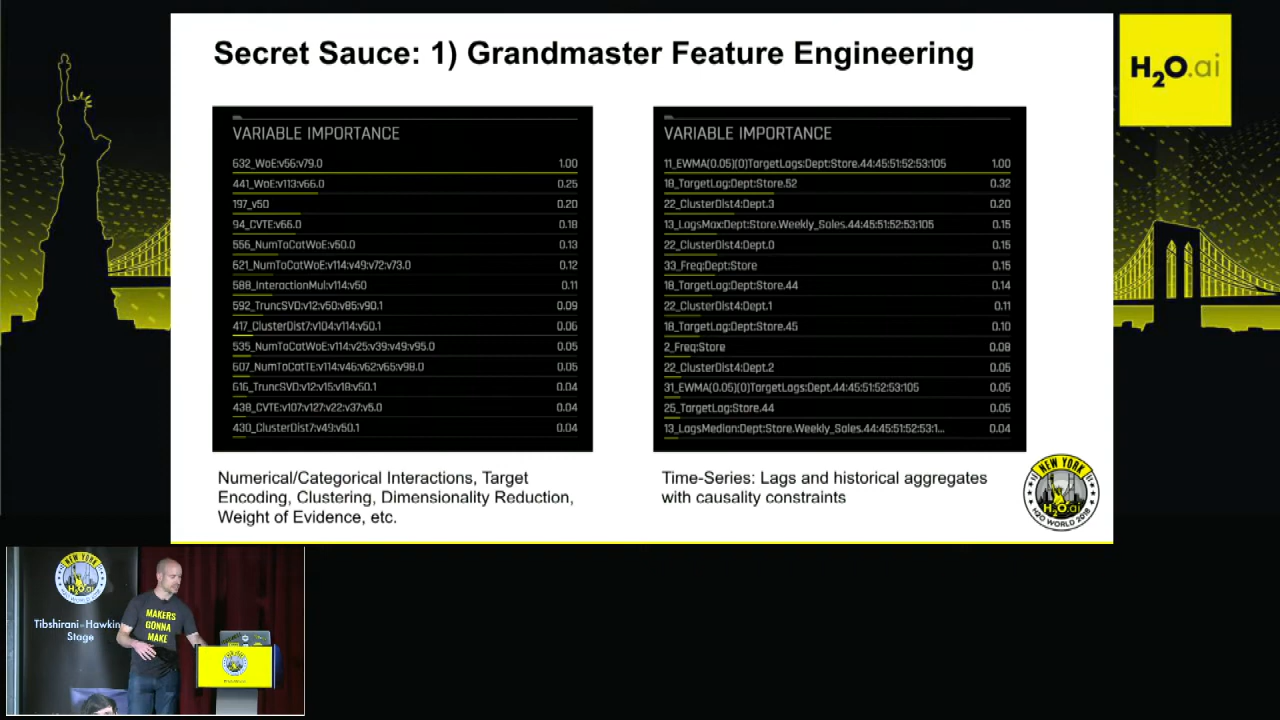 Secret Sauce: 1) Grandmaster Feature Engineering
H2O.ai
VARIABLE IMPORTANCE
632_WoE:v56:v79.0 1.00
441_WoE:v113:v66.0 0.25
197_v50 0.20
94_CVTE:v66.0 0.18
556_NumToCatWoE:v50.0 0.13
621_NumToCatWoE:v114:v49:v72:v73.0 0.12
588_InteractionMul:v114:v50 0.11
592_TruncSVD:v12:v50:v85:v90.1 0.09
417_ClusterDist7:v104:v114:v50.1 0.06
535_NumToCatWoE:v114:v25:v39:v49:v95.0 0.05
607_NumToCatTE:v114:v46:v62:v65:v98.0 0.05
616_TruncSVD:v12:v15:v18:v50.1 0.04
438_CVTE:v107:v127:v22:v37:v5.0 0.04
430_ClusterDist7:v49:v50.1 0.04
Numerical/Categorical Interactions, Target
Encoding, Clustering, Dimensionality Reduction,
Weight of Evidence, etc.
VARIABLE IMPORTANCE
11_EWMA(0.05)(0)TargetLags:Dept:Store.44:45:51:52:53:105 1.00
18_TargetLag:Dept:Store.52 0.32
22_ClusterDist4:Dept.3 0.20
13_LagsMax:Dept:Store.Weekly_Sales.44:45:51:52:53:105 0.15
22_ClusterDist4:Dept.0 0.15
33_Freq:Dept:Store 0.15
18_TargetLag:Dept:Store.44 0.14
22_ClusterDist4:Dept.1 0.11
18_TargetLag:Dept:Store.45 0.10
2_Freq:Store 0.08
22_ClusterDist4:Dept.2 0.05
31_EWMA(0.05)(0)TargetLags:Dept.44:45:51:52:53:105 0.05
25_TargetLag:Store.44 0.05
13_LagsMedian:Dept:Store.Weekly_Sales.44:45:51:52:53:1... 0.04
Time-Series: Lags and historical aggregates
with causality constraints
NEW YORK
H2O.ai
H2O WORLD 2018
NEW YORK
H2O.ai
Tibshirani-Hawkin
Stage
MAKERS
GONNA
MAKE